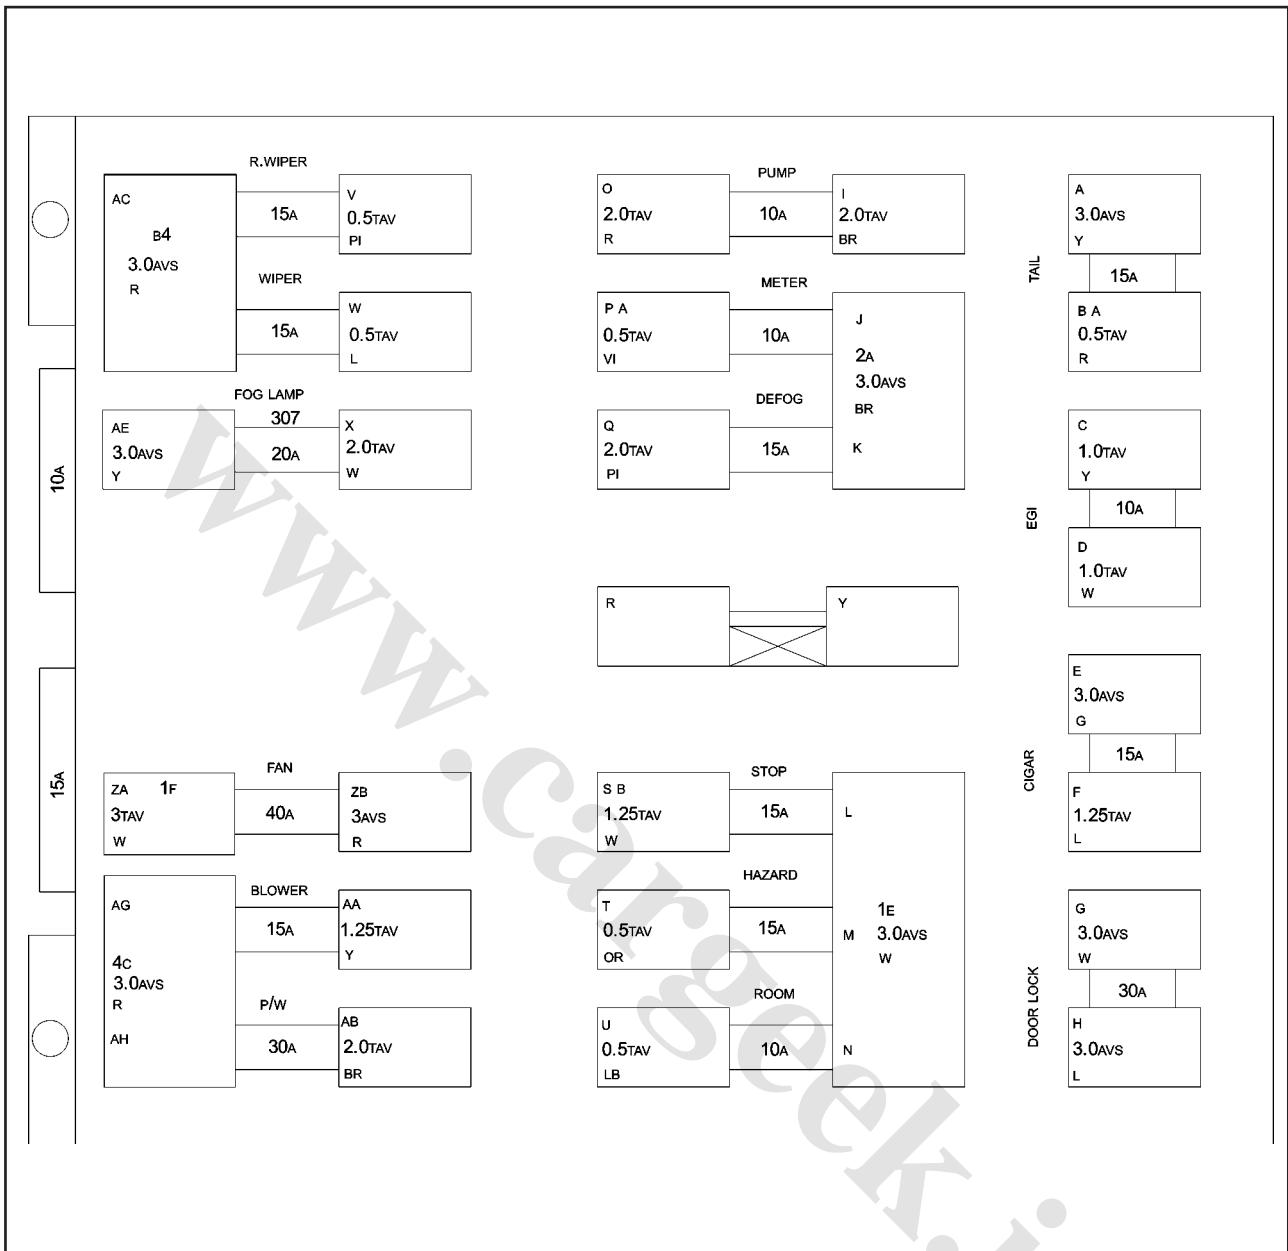 R.WIPER
AC
B4
3.0AVS
R
15A
V
0.5TAV
PI
WIPER
15A
W
0.5TAV
L
FOG LAMP
307
AE
3.0AVS
Y
20A
X
2.0TAV
W
10A
15A
FAN
ZA 1F
3TAV
W
40A
ZB
3AVS
R
BLOWER
AG
4C
3.0AVS
R
AH
15A
AA
1.25TAV
Y
P/W
30A
AB
2.0TAV
BR
PUMP
O
2.0TAV
R
10A
I
2.0TAV
BR
METER
P A
0.5TAV
VI
10A
J
2A
3.0AVS
BR
K
DEFOG
Q
2.0TAV
PI
15A
R
Y
STOP
S B
1.25TAV
W
15A
L
HAZARD
T
0.5TAV
OR
15A
M
1E
3.0AVS
W
ROOM
U
0.5TAV
LB
10A
N
TAIL
A
3.0AVS
Y
15A
B A
0.5TAV
R
EGI
C
1.0TAV
Y
10A
D
1.0TAV
W
CIGAR
E
3.0AVS
G
15A
F
1.25TAV
L
DOOR LOCK
G
3.0AVS
W
30A
H
3.0AVS
L
www.cargeek.i